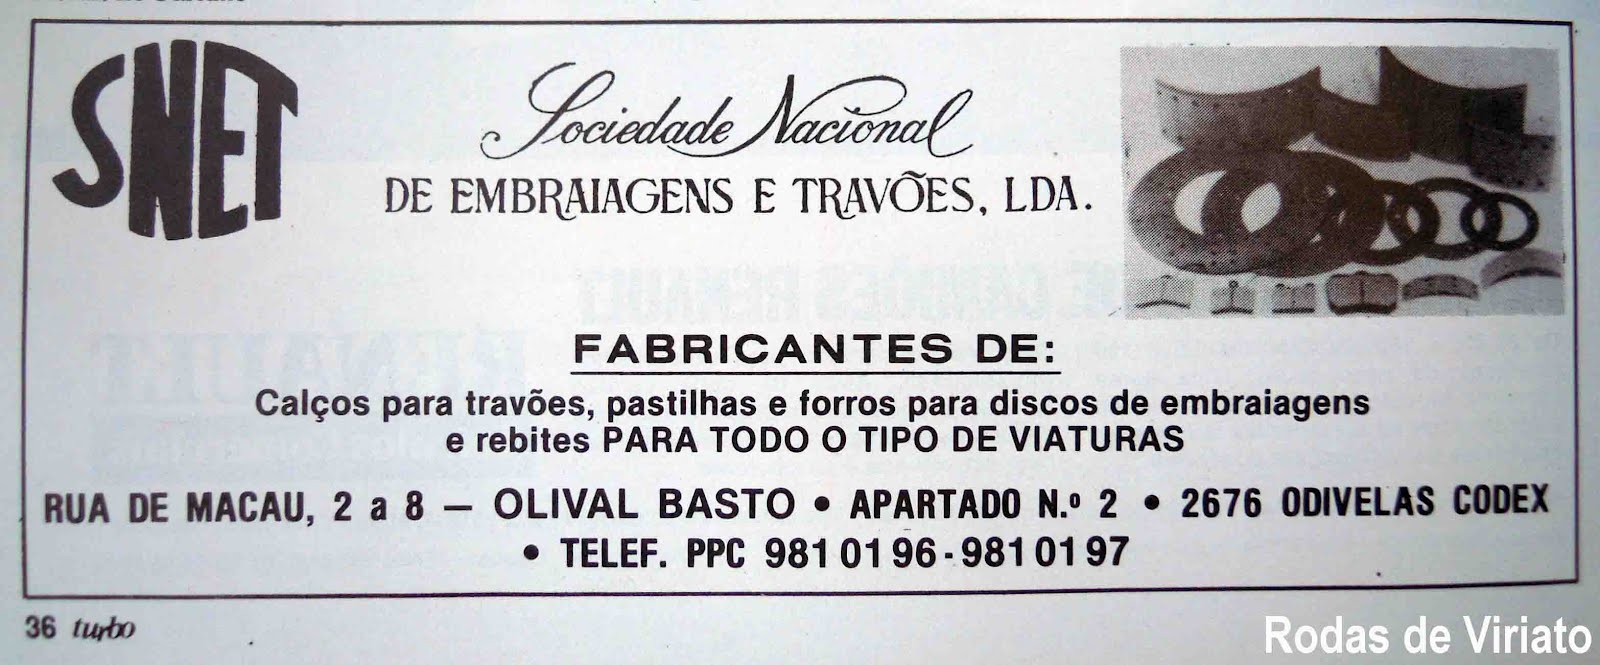 SNET
Sociedade Nacional
DE EMBRAIAGENS E TRAVÕES, LDA.
FABRICANTES DE:
Calços para travões, pastilhas e forros para discos de embraiagens
e rebites PARA TODO O TIPO DE VIATURAS
RUA DE MACAU, 2 a 8 — OLIVAL BASTO • APARTADO N.º 2 • 2676 ODIVELAS CODEX
• TELEF. PPC 981 01 96 - 981 01 97
36 turbo
Rodas de Viriato